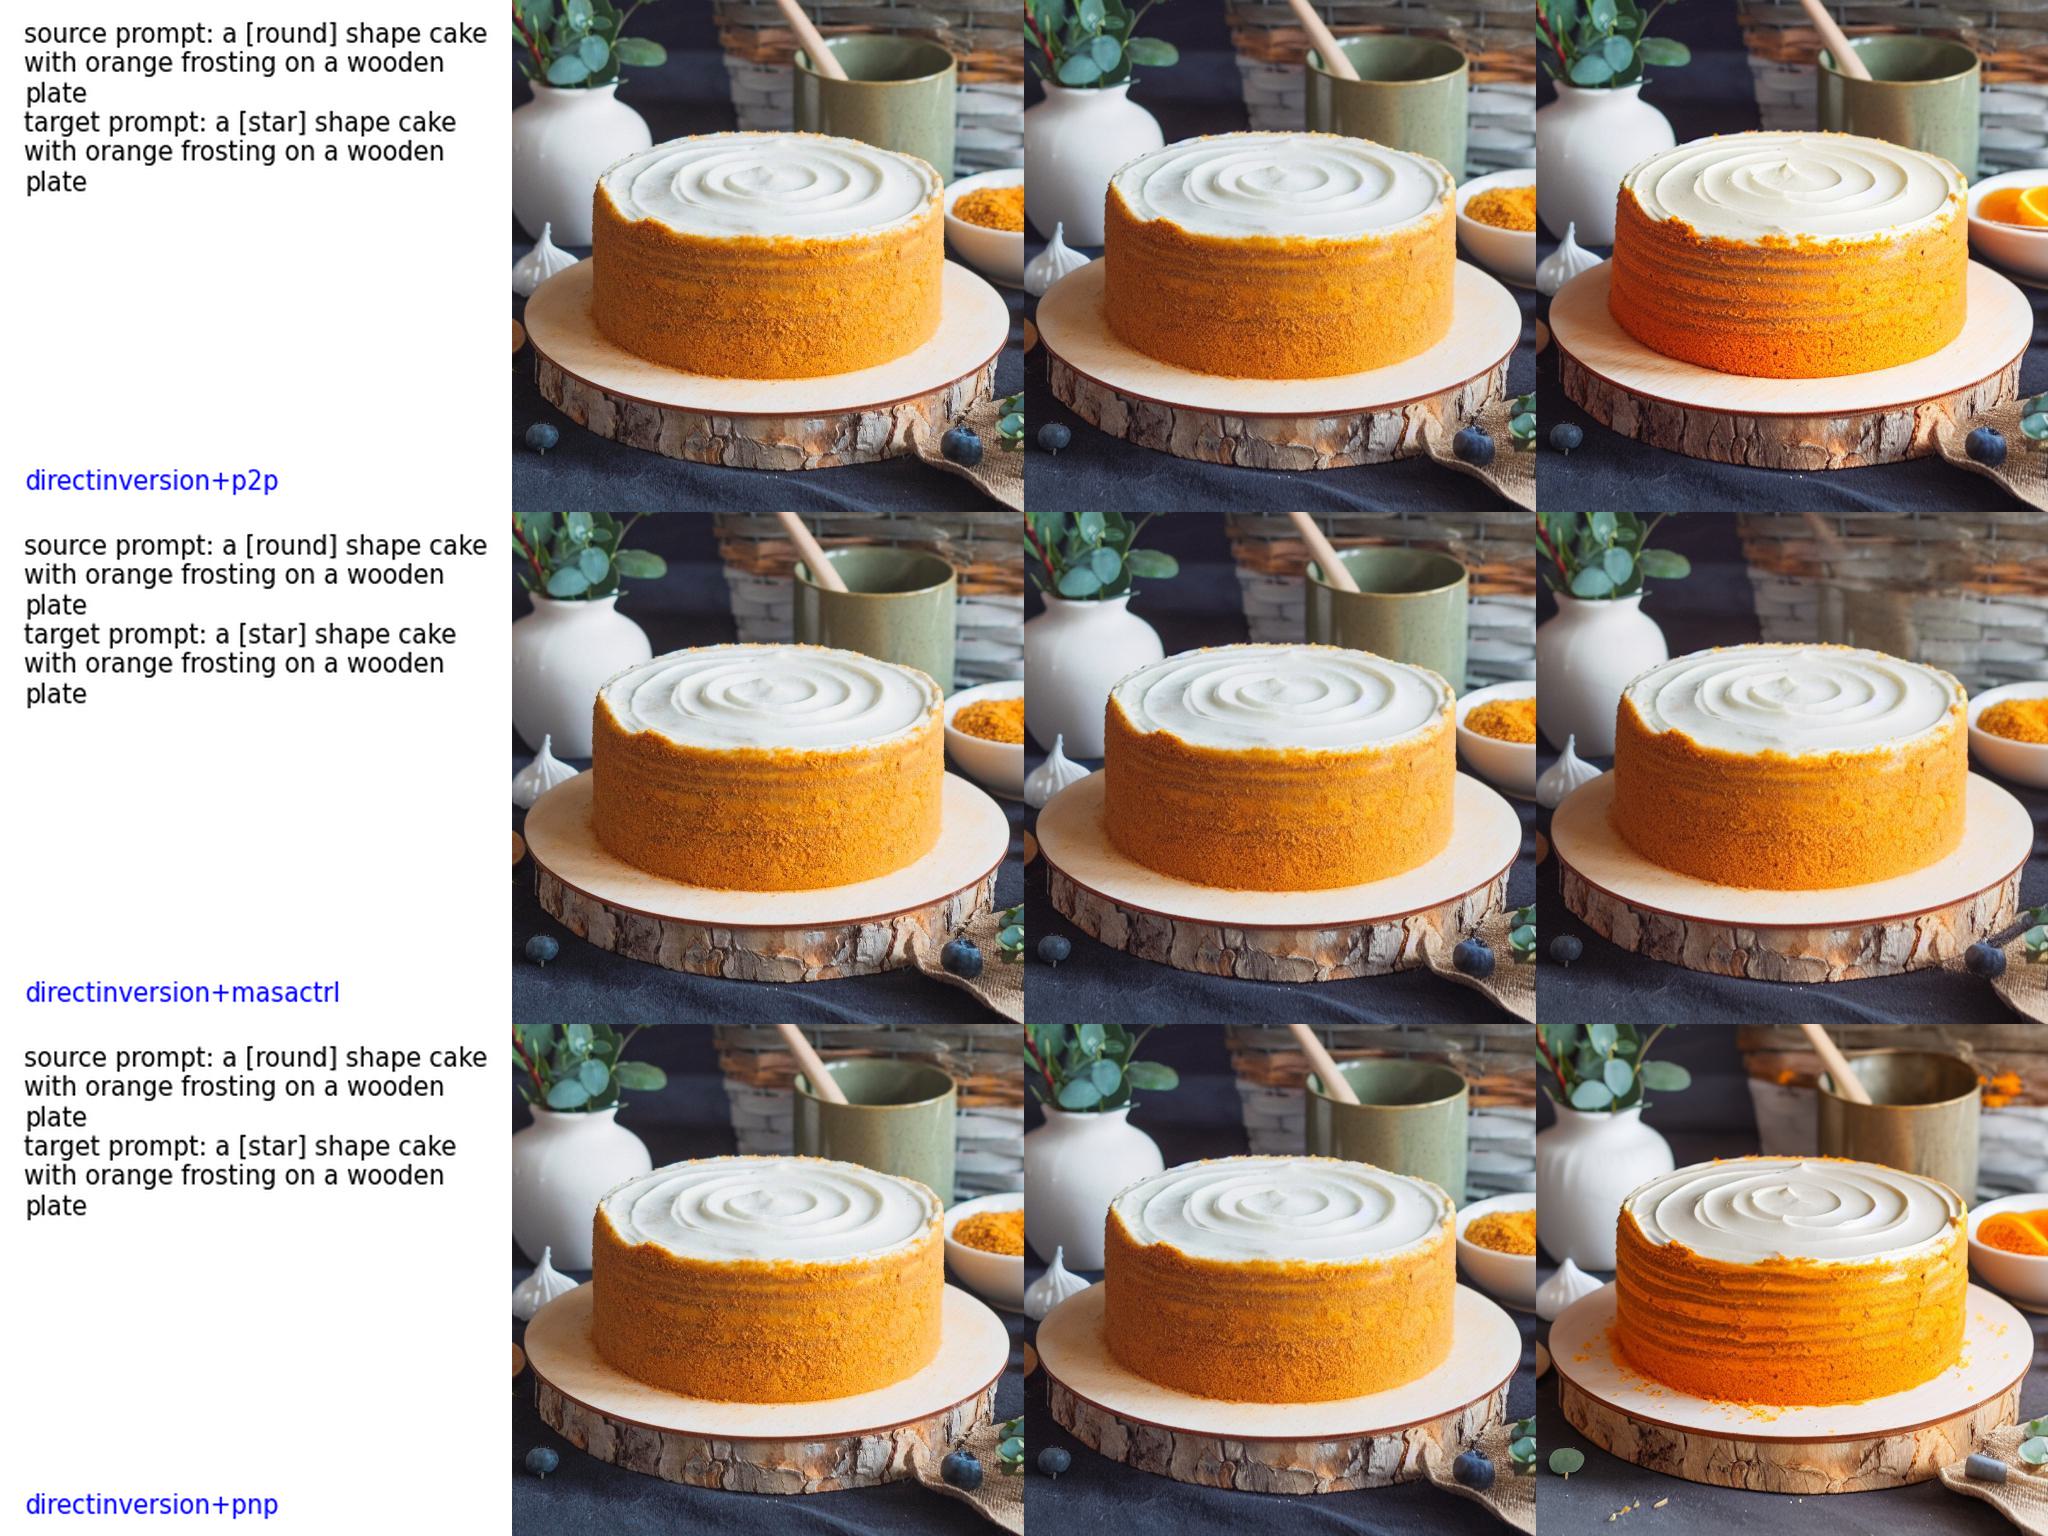 source prompt: a [round] shape cake
with orange frosting on a wooden
plate
target prompt: a [star] shape cake
with orange frosting on a wooden
plate
directinversion+p2p
source prompt: a [round] shape cake
with orange frosting on a wooden
plate
target prompt: a [star] shape cake
with orange frosting on a wooden
plate
directinversion+masactrl
source prompt: a [round] shape cake
with orange frosting on a wooden
plate
target prompt: a [star] shape cake
with orange frosting on a wooden
plate
directinversion+pnp